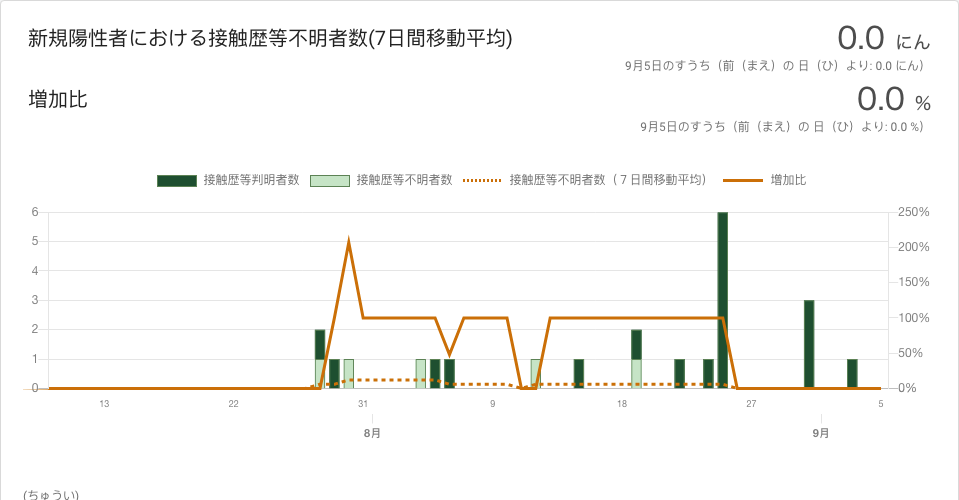 新規陽性者における接触歴等不明者数(7日間移動平均)
0.0 にん
9月5日のすうち（前（まえ）の 日（ひ）より: 0.0 にん）
増加比
0.0 %
9月5日のすうち（前（まえ）の 日（ひ）より: 0.0 %）
接触歴等判明者数 接触歴等不明者数 接触歴等不明者数（７日間移動平均） 増加比
6 250%
5 200%
4 150%
3 100%
2 50%
1 0%
0
13 22 31 9 18 27 5
8月 9月
(ちゅうい)